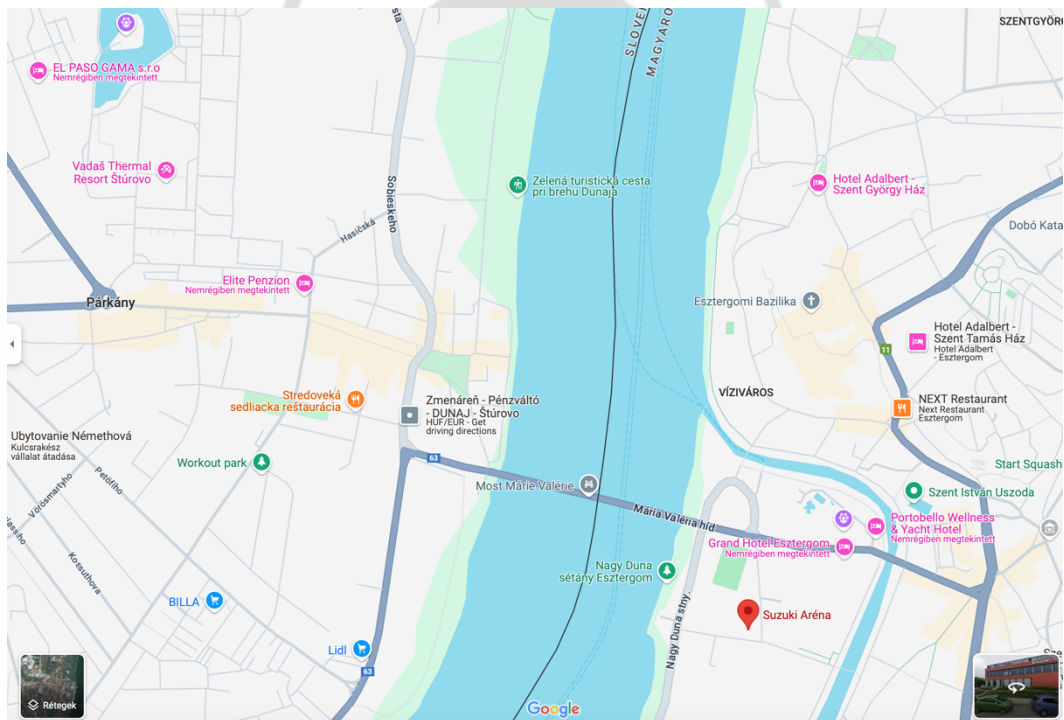 sta
SLOVEN
MAGYARO
SZENTGYÖRG
EL PASO GAMA s.r.o
Nemrégiben megtekintett
Vadaš Thermal
Resort Štúrovo
Sobieskeho
Zelená turistická cesta
pri brehu Dunaja
Hotel Adalbert -
Szent György Ház
Hasičská
Dobó Kata
Elite Penzion
Nemrégiben megtekintett
Párkány
Esztergomi Bazilika
Hotel Adalbert -
Szent Tamás Ház
Hotel Adalbert
- Esztergom
11
Stredoveká
sedliacka reštaurácia
Zmenáreň - Pénzváltó
- DUNAJ - Štúrovo
HUF/EUR - Get
driving directions
VÍZIVÁROS
NEXT Restaurant
Next Restaurant
Esztergom
Ubytovanie Némethová
Kulcsrakész
vállalat átadása
Workout park
63
Petőfiho
Vörösmartyho
Start Squash
Most Márie-Valérie
Szent István Uszoda
Mária Valéria híd
Portobello Wellness
& Yacht Hotel
Nemrégiben megtekintett
Grand Hotel Esztergom
Nemrégiben megtekintett
Kossuthova
Nagy Duna
sétány Esztergom
BILLA
Suzuki Aréna
Nagy Duna stny.
Lidl
63
Rétegek
Google